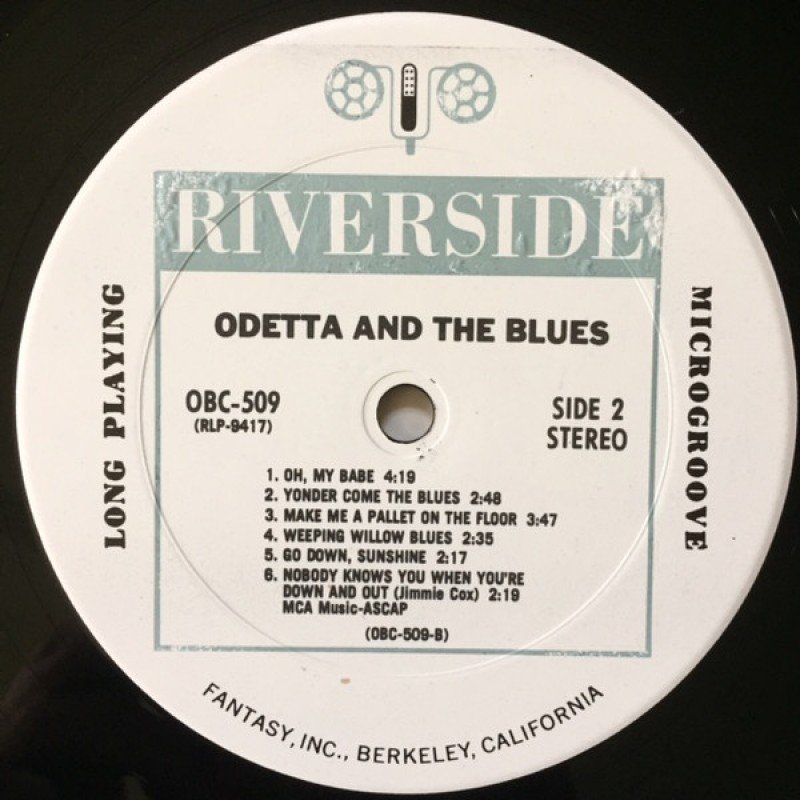 RIVERSIDE
ODETTA AND THE BLUES
LONG PLAYING
MICROGROOVE
OBC-509
(RLP-9417)
SIDE 2
STEREO
1. OH, MY BABE 4:19
2. YONDER COME THE BLUES 2:48
3. MAKE ME A PALLET ON THE FLOOR 3:47
4. WEEPING WILLOW BLUES 2:35
5. GO DOWN, SUNSHINE 2:17
6. NOBODY KNOWS YOU WHEN YOU'RE
DOWN AND OUT (Jimmie Cox) 2:19
MCA Music-ASCAP
(OBC-509-B)
FANTASY, INC., BERKELEY, CALIFORNIA